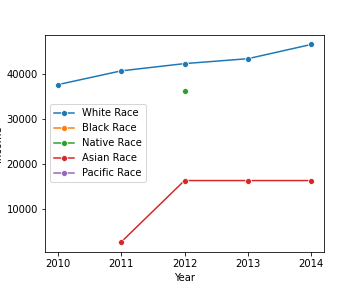 40000
30000
20000
10000
White Race
Black Race
Native Race
Asian Race
Pacific Race
2010 2011 2012 2013 2014
Year